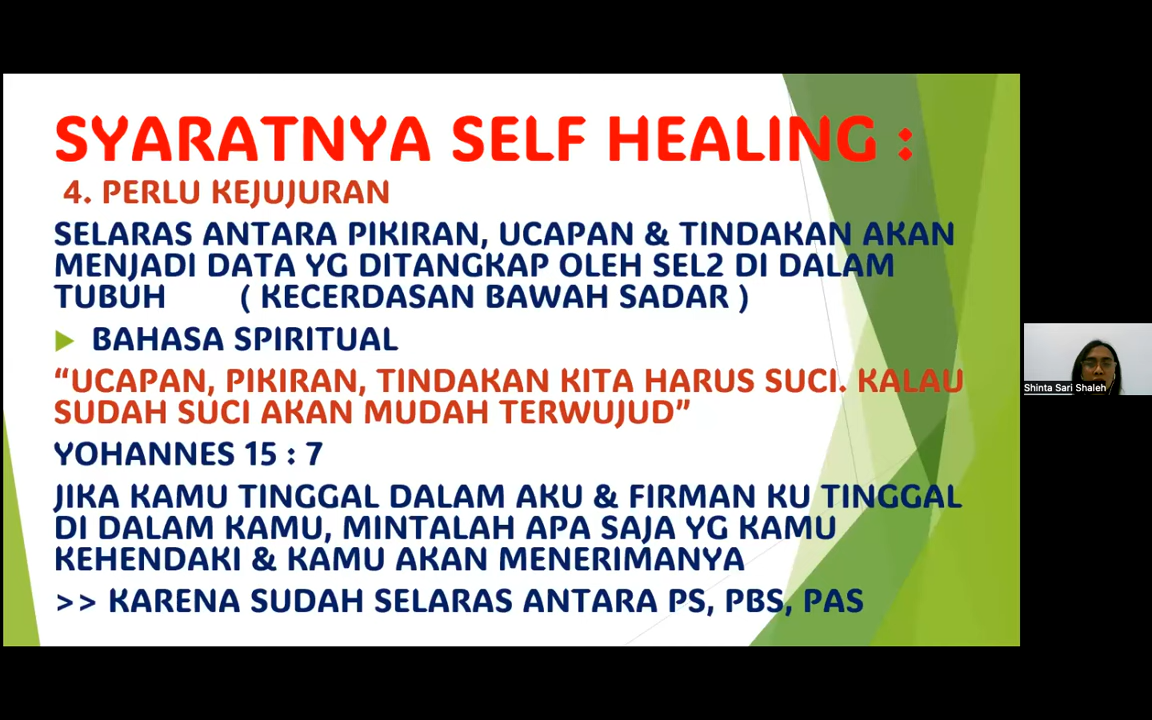 SYARATNYA SELF HEALING :
4. PERLU KEJUJURAN
SELARAS ANTARA PIKIRAN, UCAPAN & TINDAKAN AKAN
MENJADI DATA YG DITANGKAP OLEH SEL2 DI DALAM
TUBUH ( KECERDASAN BAWAH SADAR )
BAHASA SPIRITUAL
“UCAPAN, PIKIRAN, TINDAKAN KITA HARUS SUCI. KALAU
SUDAH SUCI AKAN MUDAH TERWUJUD”
YOHANNES 15 : 7
JIKA KAMU TINGGAL DALAM AKU & FIRMAN KU TINGGAL
DI DALAM KAMU, MINTALAH APA SAJA YG KAMU
KEHENDAKI & KAMU AKAN MENERIMANYA
>> KARENA SUDAH SELARAS ANTARA PS, PBS, PAS
Shinta Sari Shaleh